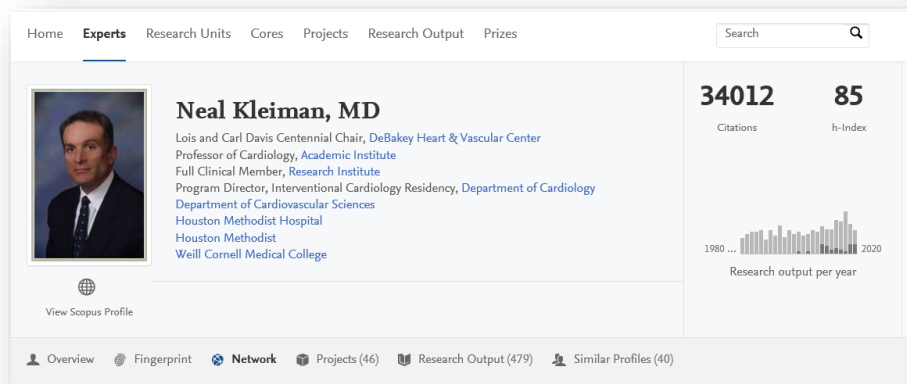 Home Experts Research Units Cores Projects Research Output Prizes Search
Neal Kleiman, MD
Lois and Carl Davis Centennial Chair, DeBakey Heart & Vascular Center
Professor of Cardiology, Academic Institute
Full Clinical Member, Research Institute
Program Director, Interventional Cardiology Residency, Department of Cardiology
Department of Cardiovascular Sciences
Houston Methodist Hospital
Houston Methodist
Weill Cornell Medical College
View Scopus Profile
34012 85
Citations h-Index
1980 ... 2020
Research output per year
Overview Fingerprint Network Projects (46) Research Output (479) Similar Profiles (40)